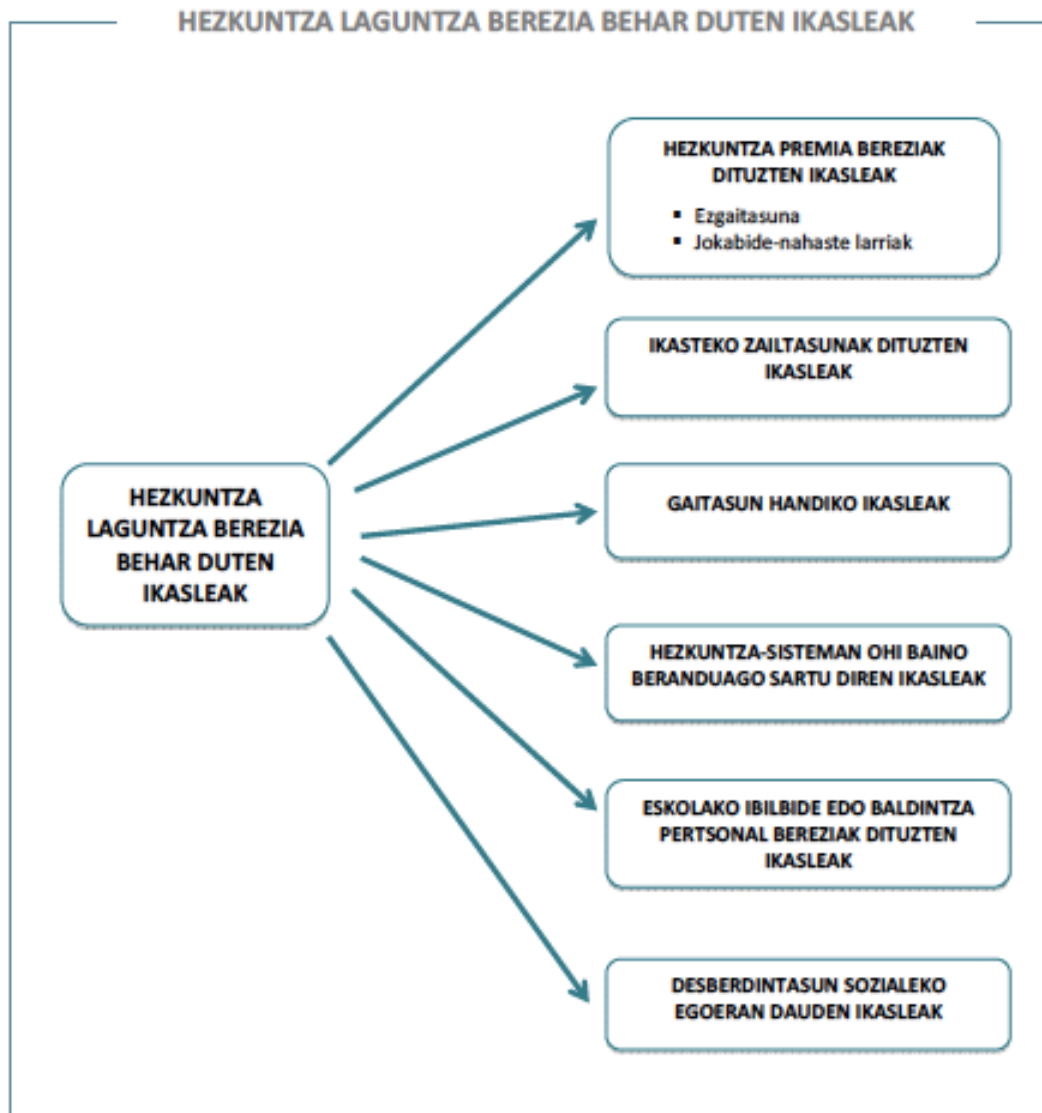 HEZKUNTZA LAGUNTZA BEREZIA BEHAR DUTEN IKASLEAK
HEZKUNTZA
LAGUNTZA BEREZIA
BEHAR DUTEN
IKASLEAK
HEZKUNTZA PREMIA BEREZIAK
DITUZTEN IKASLEAK
▪ Ezgaitasuna
▪ Jokabide-nahaste larriak
IKASTEKO ZAILTASUNAK DITUZTEN
IKASLEAK
GAITASUN HANDIKO IKASLEAK
HEZKUNTZA-SISTEMAN OHI BAINO
BERANDUAGO SARTU DIREN IKASLEAK
ESKOLAKO IBILBIDE EDO BALDINTZA
PERTSONAL BEREZIAK DITUZTEN
IKASLEAK
DESBERDINTASUN SOZIALEKO
EGOERAN DAUDEN IKASLEAK